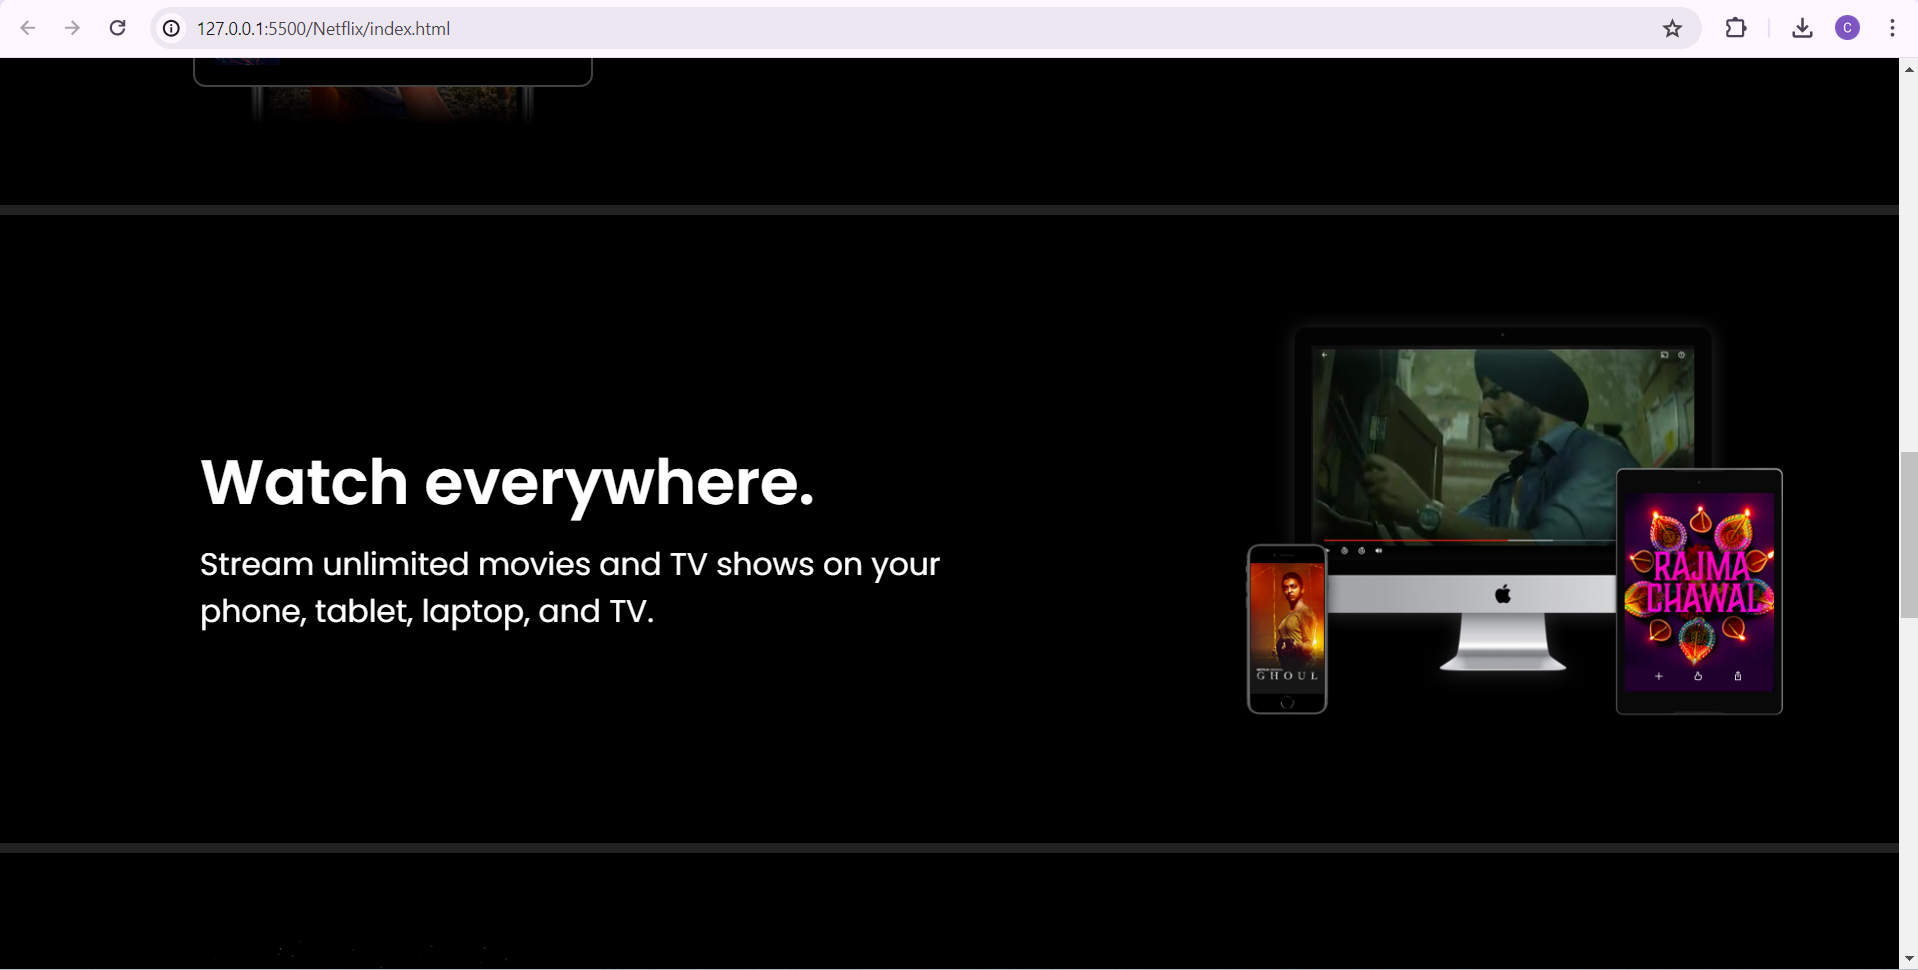 127.0.0.1:5500/Netflix/index.html
C
Watch everywhere.
Stream unlimited movies and TV shows on your
phone, tablet, laptop, and TV.
RAJMA
CHAWAL
GHOUL